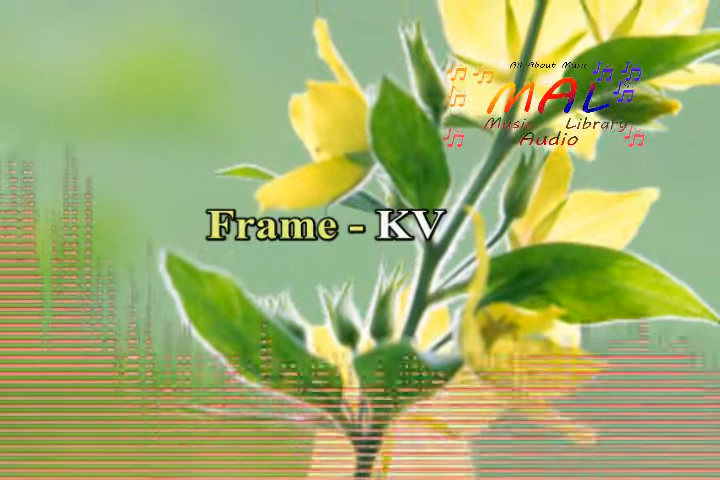 All About Music
MAL
Music Library
Audio
Frame - KV